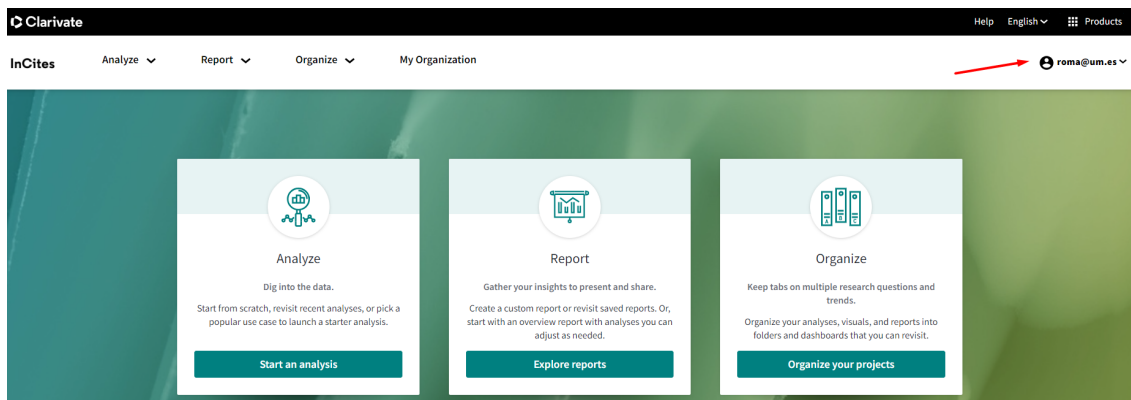 Clarivate
Help English Products
InCites Analyze Report Organize My Organization roma@um.es
Analyze
Dig into the data.
Start from scratch, revisit recent analyses, or pick a
popular use case to launch a starter analysis.
Start an analysis
Report
Gather your insights to present and share.
Create a custom report or revisit saved reports. Or,
start with an overview report with analyses you can
adjust as needed.
Explore reports
A B C
Organize
Keep tabs on multiple research questions and
trends.
Organize your analyses, visuals, and reports into
folders and dashboards that you can revisit.
Organize your projects